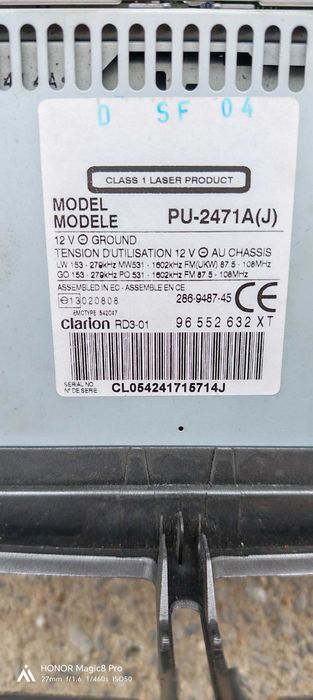 D SF 04
CLASS 1 LASER PRODUCT
MODEL
MODELE PU-2471A(J)
12 V ⊖ GROUND
TENSION D'UTILISATION 12 V ⊖ AU CHASSIS
LW 153 - 279kHz MW531 - 1602kHz FM(UKW) 87.5 - 108MHz
GO 153 - 279kHz PO 531 - 1602kHz FM 87.5 - 108MHz
ASSEMBLED IN EC - ASSEMBLE EN CE
e13020808 286-9487-45 CE
EMCTYPE 542047
clarion RD3-01 96 552 632 XT
SERIAL NO
N° DE SERIE CL054241715714J
HONOR Magic8 Pro
27mm f/1.6 1/460s ISO50